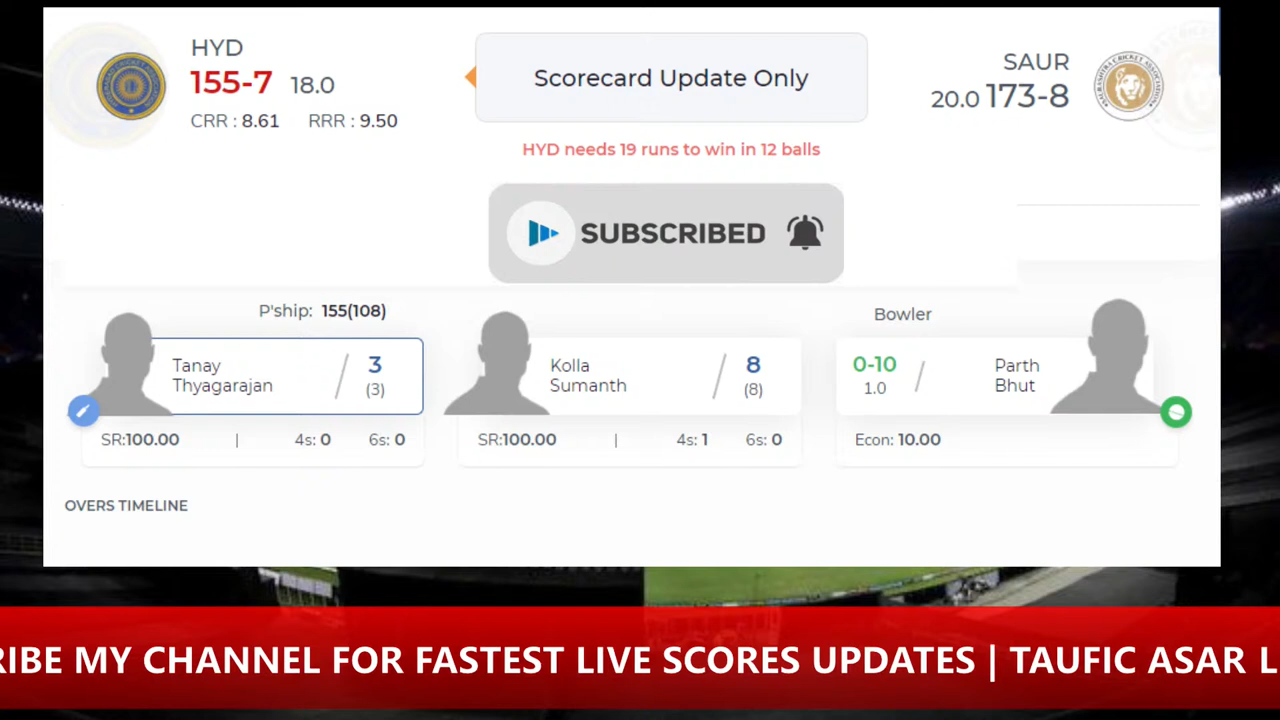 HYD
155-7 18.0
CRR : 8.61 RRR : 9.50
Scorecard Update Only
HYD needs 19 runs to win in 12 balls
SAUR
20.0 173-8
SUBSCRIBED
P'ship: 155(108)
Tanay
Thyagarajan
3
(3)
SR:100.00 | 4s: 0 6s: 0
Kolla
Sumanth
8
(8)
SR:100.00 | 4s: 1 6s: 0
Bowler
0-10
1.0
Parth
Bhut
Econ: 10.00
OVERS TIMELINE
RIBE MY CHANNEL FOR FASTEST LIVE SCORES UPDATES | TAUFIC ASAR L